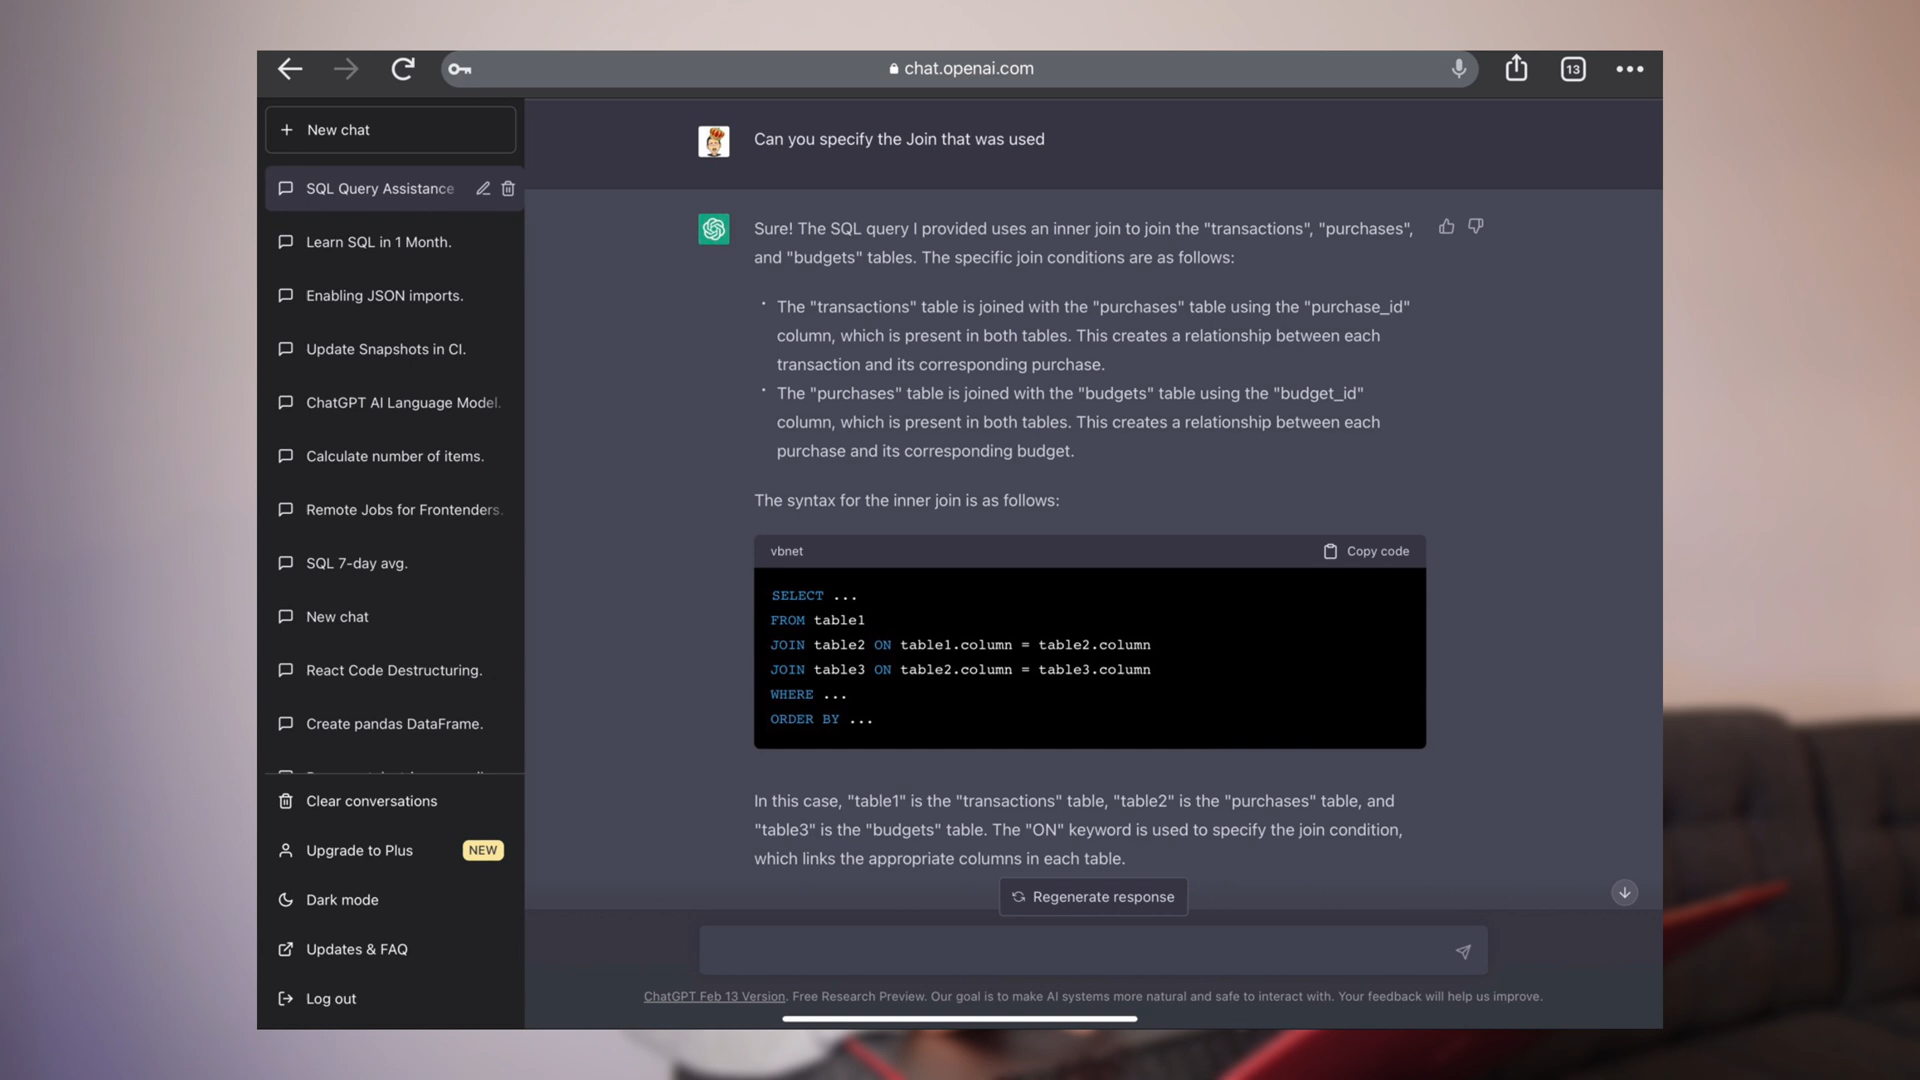 chat.openai.com
13
New chat
SQL Query Assistance
Learn SQL in 1 Month.
Enabling JSON imports.
Update Snapshots in CI.
ChatGPT AI Language Model.
Calculate number of items.
Remote Jobs for Frontenders.
SQL 7-day avg.
New chat
React Code Destructuring.
Create pandas DataFrame.
Clear conversations
Upgrade to Plus NEW
Dark mode
Updates & FAQ
Log out
Can you specify the Join that was used
Sure! The SQL query I provided uses an inner join to join the "transactions", "purchases",
and "budgets" tables. The specific join conditions are as follows:
• The "transactions" table is joined with the "purchases" table using the "purchase_id"
column, which is present in both tables. This creates a relationship between each
transaction and its corresponding purchase.
• The "purchases" table is joined with the "budgets" table using the "budget_id"
column, which is present in both tables. This creates a relationship between each
purchase and its corresponding budget.
The syntax for the inner join is as follows:
vbnet Copy code
SELECT ...
FROM table1
JOIN table2 ON table1.column = table2.column
JOIN table3 ON table2.column = table3.column
WHERE ...
ORDER BY ...
In this case, "table1" is the "transactions" table, "table2" is the "purchases" table, and
"table3" is the "budgets" table. The "ON" keyword is used to specify the join condition,
which links the appropriate columns in each table.
Regenerate response
ChatGPT Feb 13 Version. Free Research Preview. Our goal is to make AI systems more natural and safe to interact with. Your feedback will help us improve.